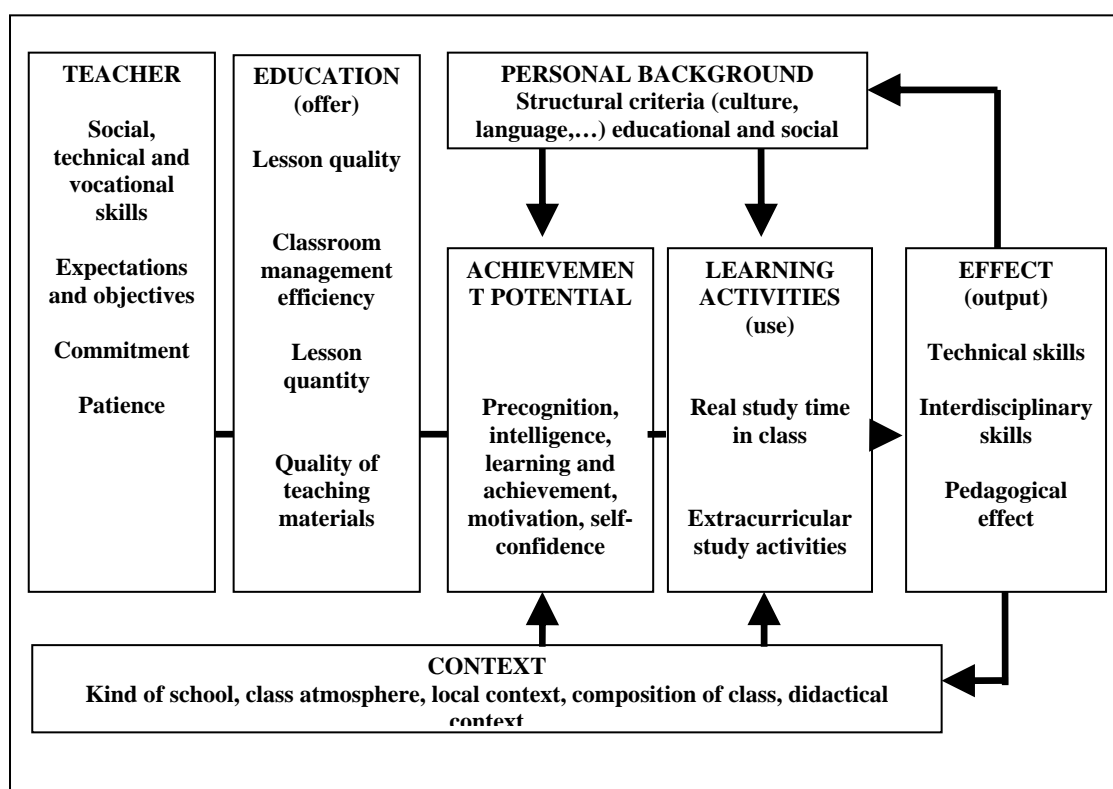 TEACHER
Social,
technical and
vocational
skills
Expectations
and objectives
Commitment
Patience
EDUCATION
(offer)
Lesson quality
Classroom
management
efficiency
Lesson
quantity
Quality of
teaching
materials
PERSONAL BACKGROUND
Structural criteria (culture,
language,…) educational and social
ACHIEVEMEN
T POTENTIAL
Precognition,
intelligence,
learning and
achievement,
motivation, self-
confidence
LEARNING
ACTIVITIES
(use)
Real study time
in class
Extracurricular
study activities
EFFECT
(output)
Technical skills
Interdisciplinary
skills
Pedagogical
effect
CONTEXT
Kind of school, class atmosphere, local context, composition of class, didactical
context